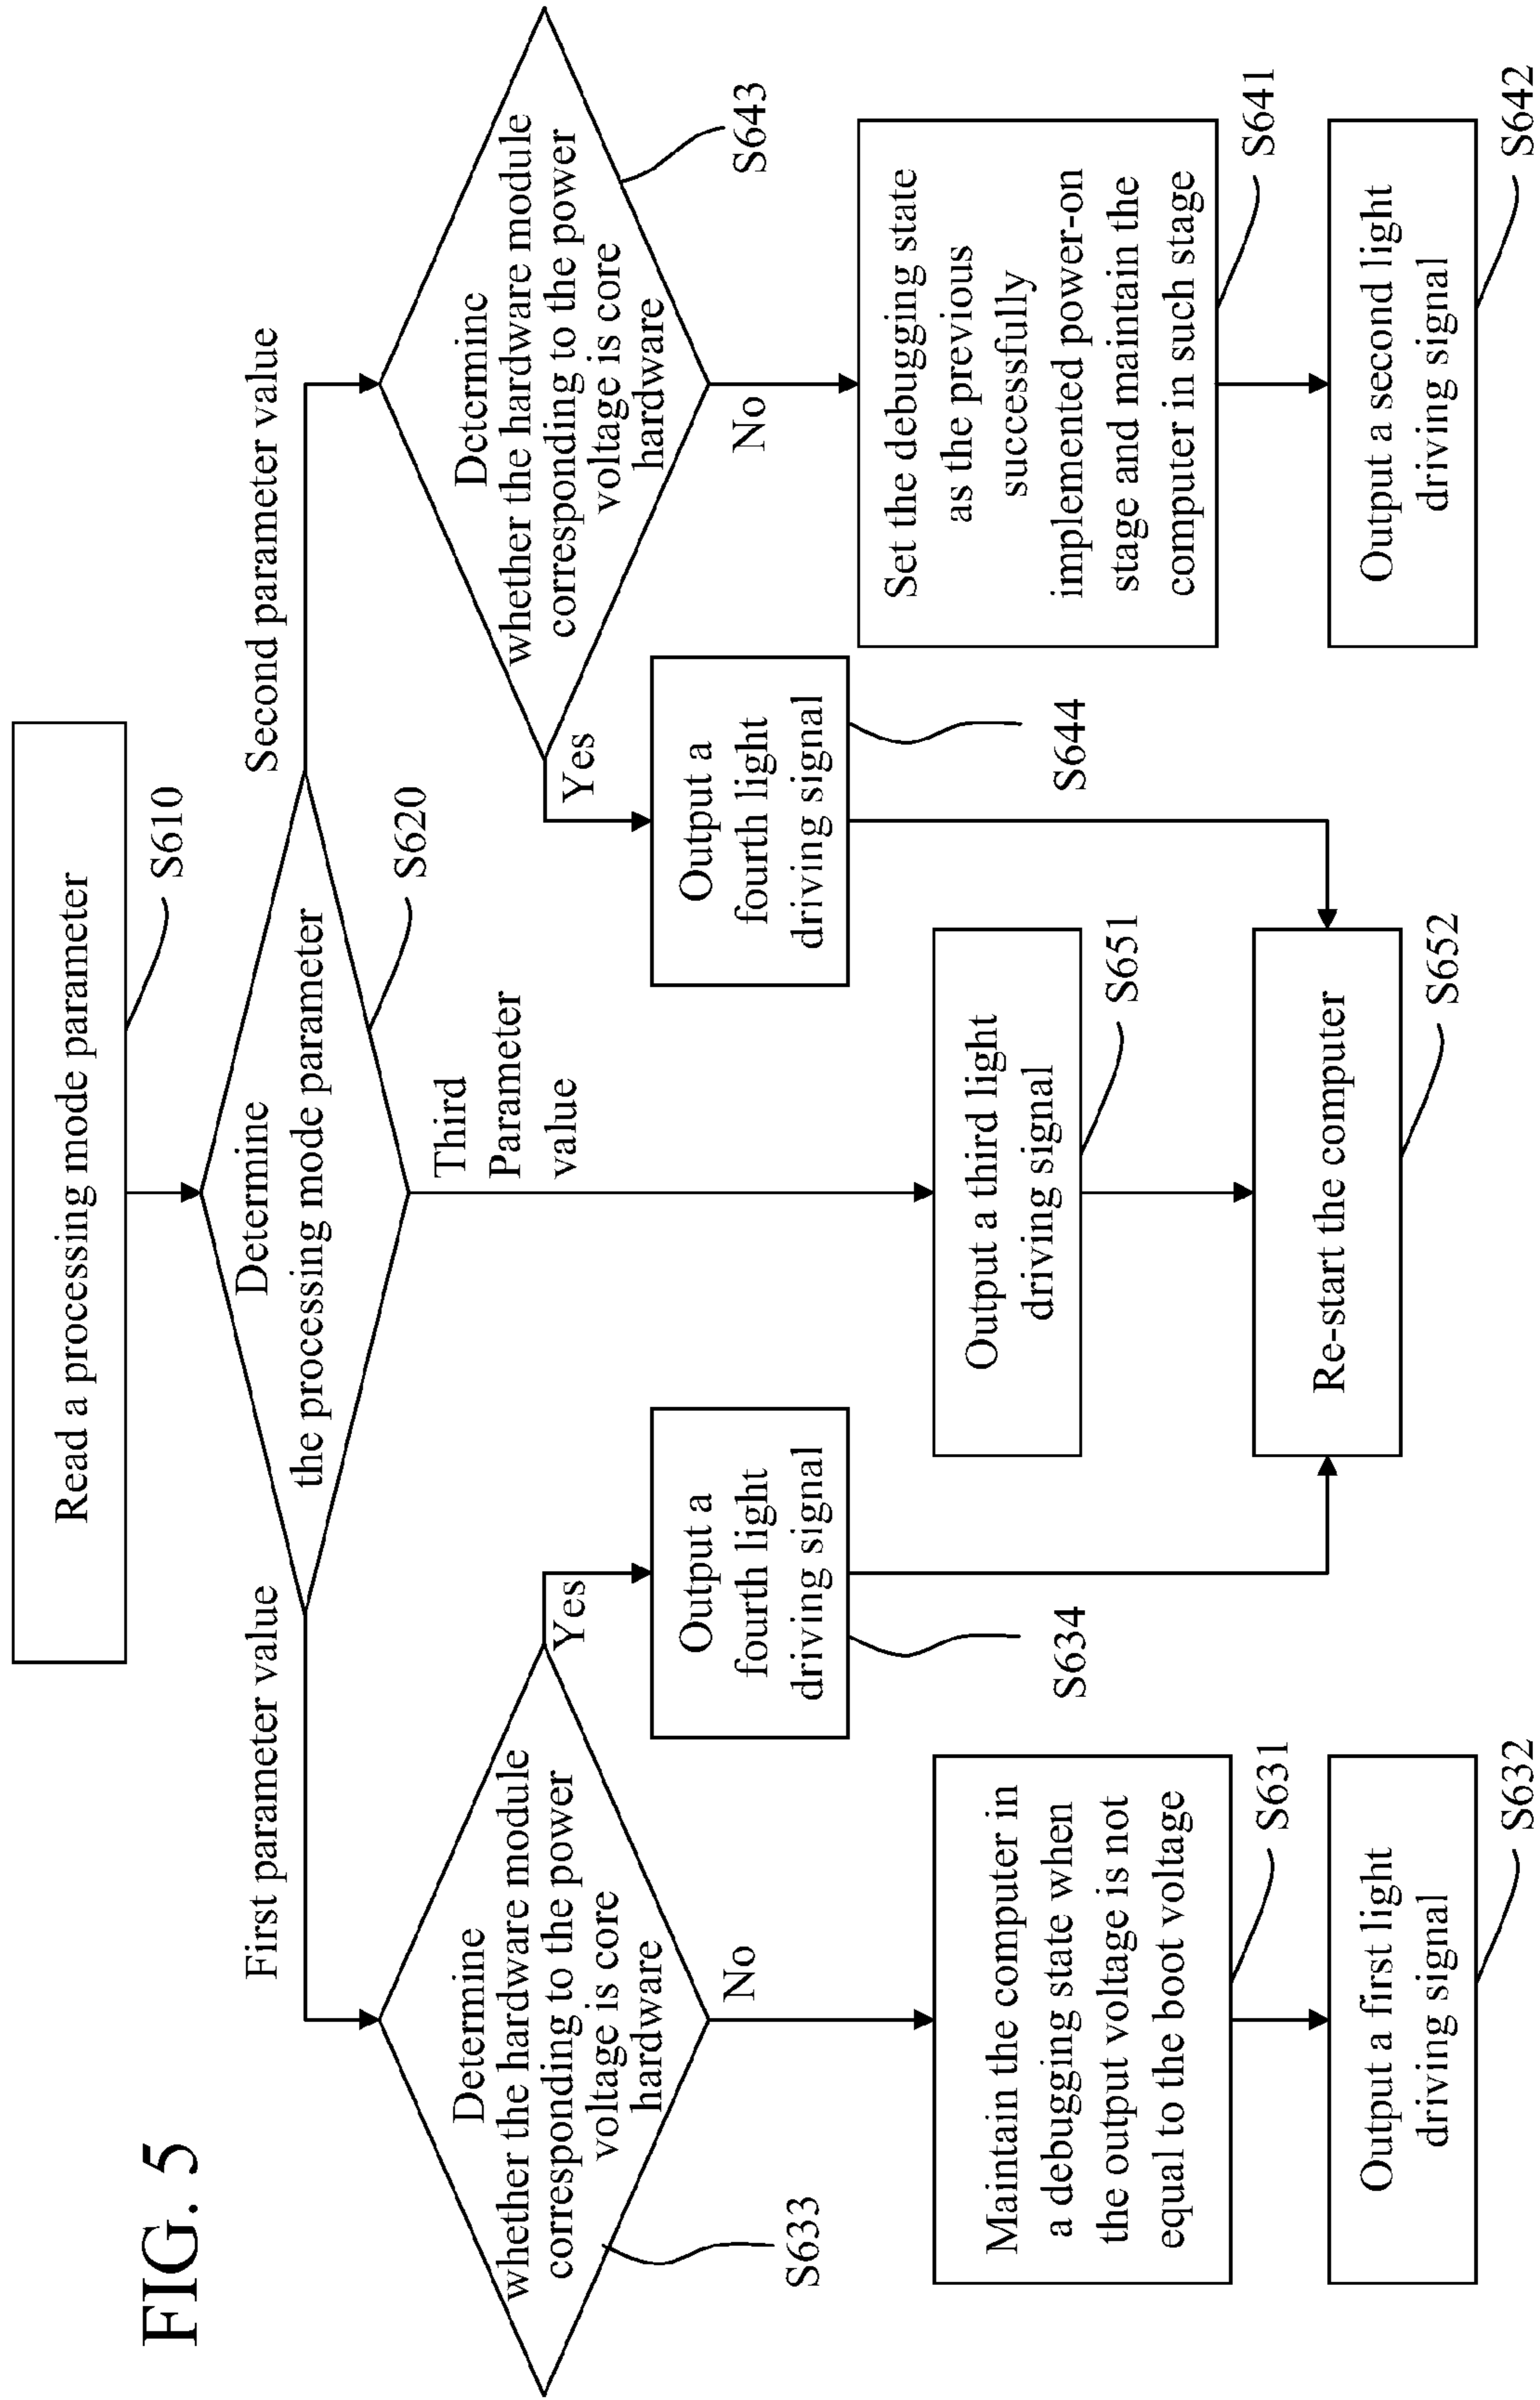 FIG. 5
Read a processing mode parameter
S610
Determine
the processing mode parameter
S620
First parameter value
Second parameter value
Third
Parameter
value
Determine
whether the hardware module
corresponding to the power
voltage is core
hardware
S633
Yes
No
Output a
fourth light
driving signal
S634
Maintain the computer in
a debugging state when
the output voltage is not
equal to the boot voltage
S631
Output a first light
driving signal
S632
Output a third light
driving signal
S651
Re-start the computer
S652
Determine
whether the hardware module
corresponding to the power
voltage is core
hardware
S643
Yes
No
Output a
fourth light
driving signal
S644
Set the debugging state
as the previous
successfully
implemented power-on
stage and maintain the
computer in such stage
S641
Output a second light
driving signal
S642